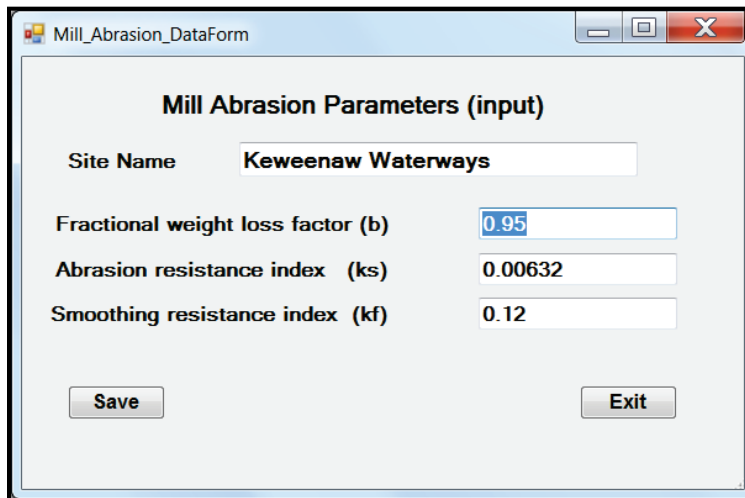 Mill_Abrasion_DataForm
Mill Abrasion Parameters (input)
Site Name Keweenaw Waterways
Fractional weight loss factor (b) 0.95
Abrasion resistance index (ks) 0.00632
Smoothing resistance index (kf) 0.12
Save Exit